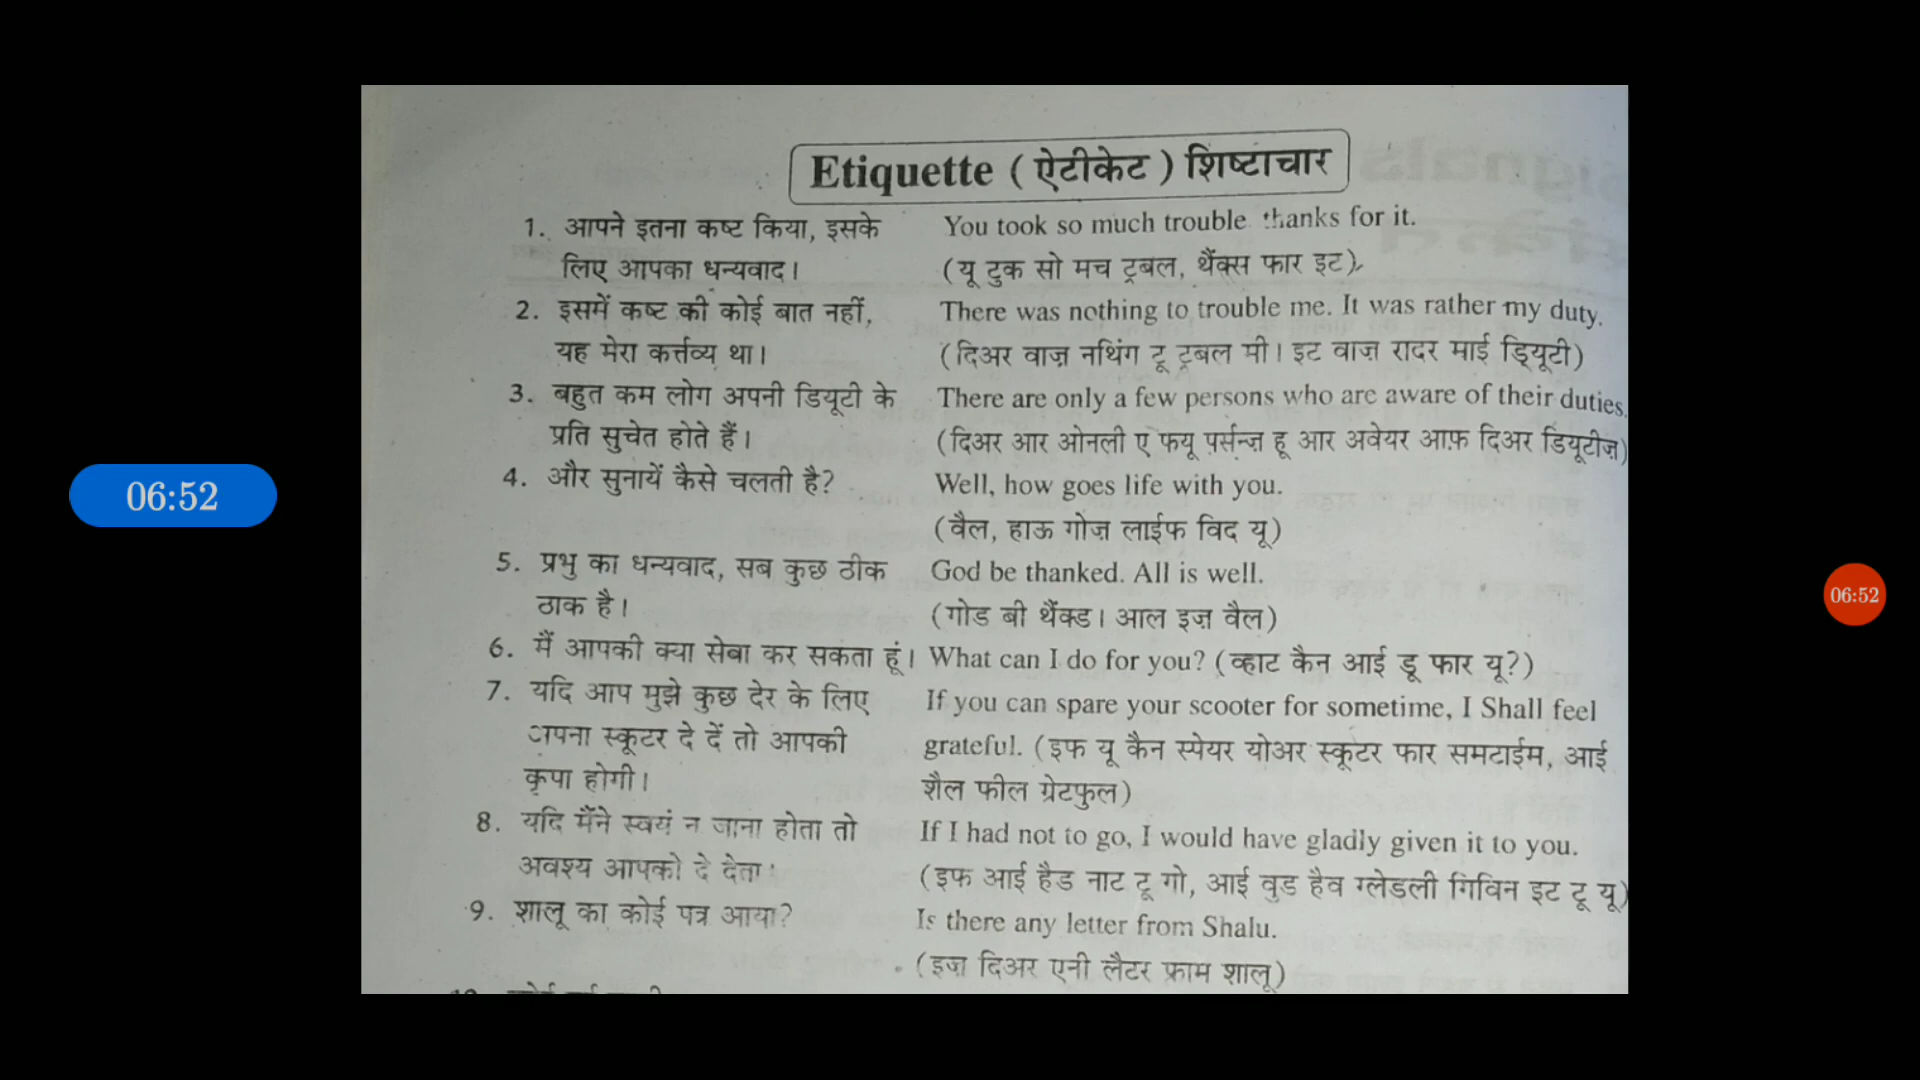 Etiquette ( ऐटीकेट ) शिष्टाचार
1. आपने इतना कष्ट किया, इसके You took so much trouble thanks for it.
लिए आपका धन्यवाद। (यू टुक सो मच ट्रबल, थैंक्स फार इट)
2. इसमें कष्ट की कोई बात नहीं, There was nothing to trouble me. It was rather my duty.
यह मेरा कर्त्तव्य था। (दिअर वाज़ नथिंग टू ट्रबल मी। इट वाज़ रादर माई ड्यिूटी)
3. बहुत कम लोग अपनी डियूटी के There are only a few persons who are aware of their duties.
प्रति सुचेत होते हैं। (दिअर आर ओनली ए फयू पर्सन्ज़ हू आर अवेयर आफ़ दिअर डियूटीज़)
4. और सुनायें कैसे चलती है? Well, how goes life with you.
(वैल, हाऊ गोज़ लाईफ विद यू)
5. प्रभु का धन्यवाद, सब कुछ ठीक God be thanked. All is well.
ठाक है। (गोड बी थैंक्ड। आल इज़ वैल)
6. मैं आपकी क्या सेबा कर सकता हूं। What can I do for you? (व्हाट कैन आई डू फार यू?)
7. यदि आप मुझे कुछ देर के लिए If you can spare your scooter for sometime, I Shall feel
अपना स्कूटर दे दें तो आपकी grateful. (इफ यू कैन स्पेयर योअर स्कूटर फार समटाईम, आई
कृपा होगी। शैल फील ग्रेटफुल)
8. यदि मैंने स्वयं न जाना होता तो If I had not to go, I would have gladly given it to you.
अवश्य आपको दे देता। (इफ आई हैड नाट टू गो, आई वुड हैव ग्लेडली गिविन इट टू यू)
9. शालू का कोई पत्र आया? Is there any letter from Shalu.
(इज़ दिअर एनी लैटर फ्राम शालू)
06:52
06:52